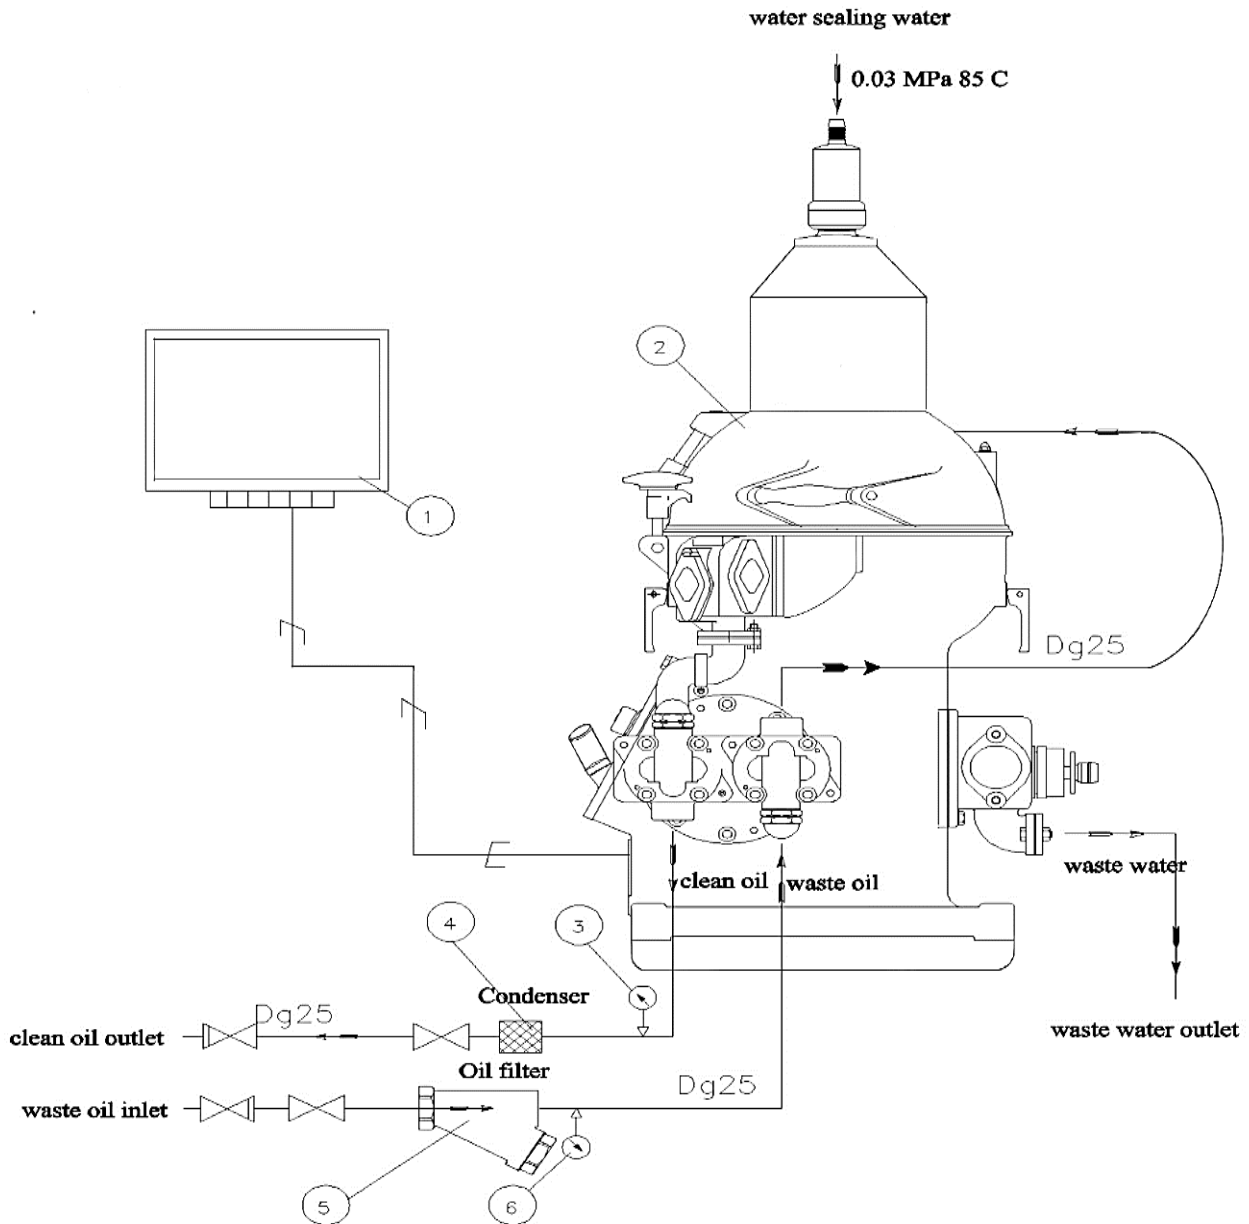 water sealing water
0.03 MPa 85 C
2
1
Dg25
clean oil
waste oil
waste water
4
3
Condenser
Dg25
clean oil outlet
waste water outlet
Oil filter
Dg25
waste oil inlet
5
6